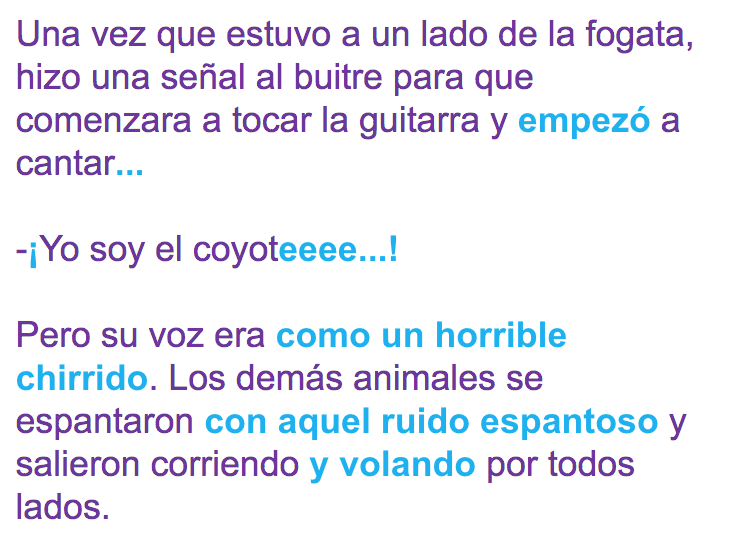 Una vez que estuvo a un lado de la fogata,
hizo una señal al buitre para que
comenzara a tocar la guitarra y empezó a
cantar...
-¡Yo soy el coyoteeeee...!
Pero su voz era como un horrible
chirrido. Los demás animales se
espantaron con aquel ruido espantoso y
salieron corriendo y volando por todos
lados.